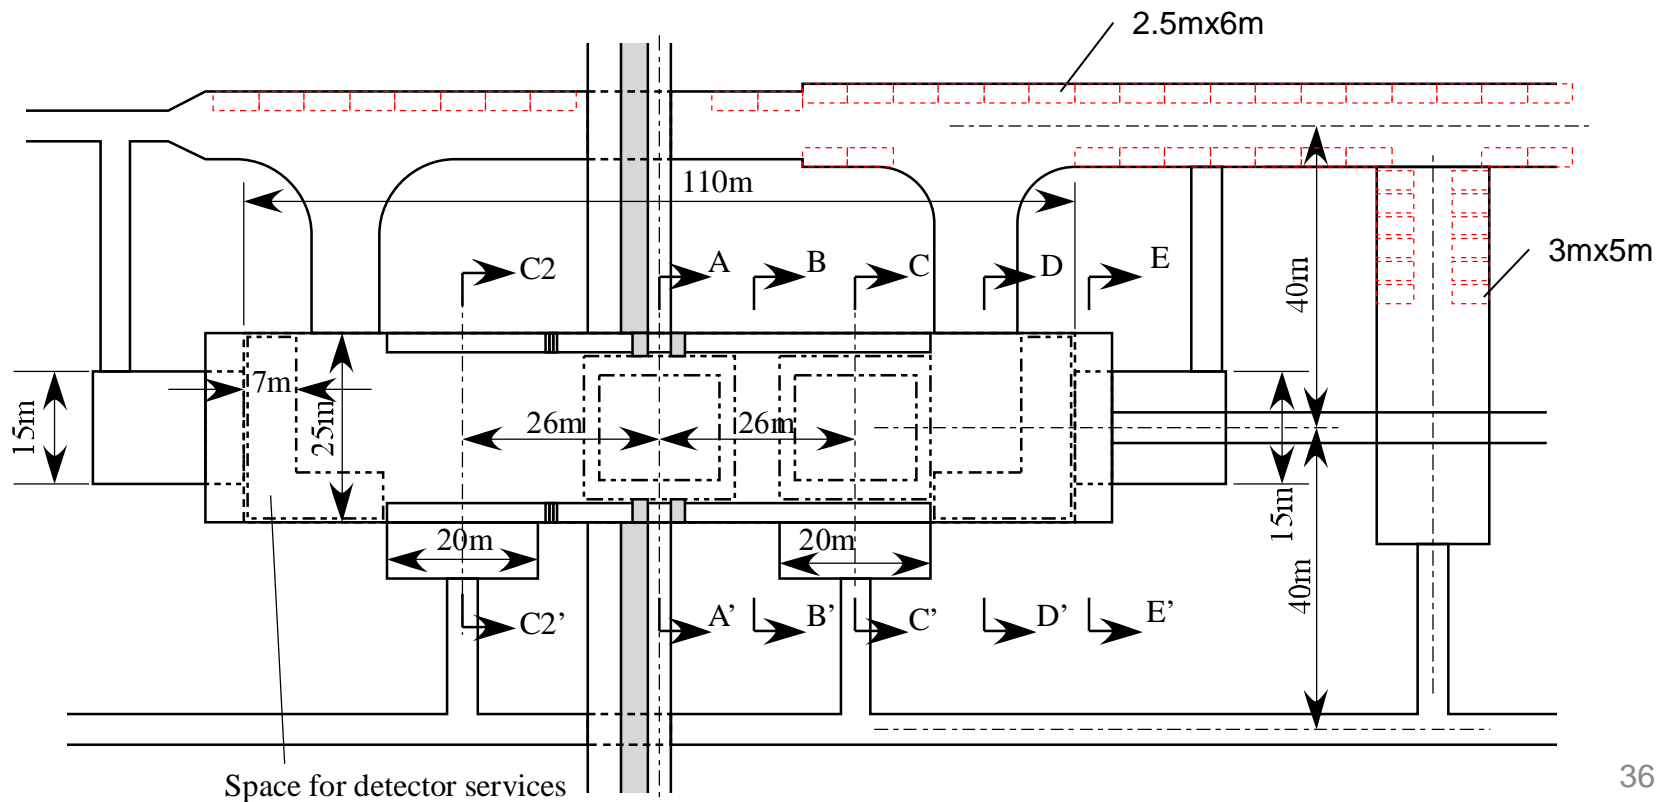 2.5mx6m
110m
3mx5m
C2
A
B
C
D
E
40m
7m
25m
15m
26m
26m
20m
20m
15m
40m
C2’
A’
B’
C’
D’
E’
Space for detector services
36